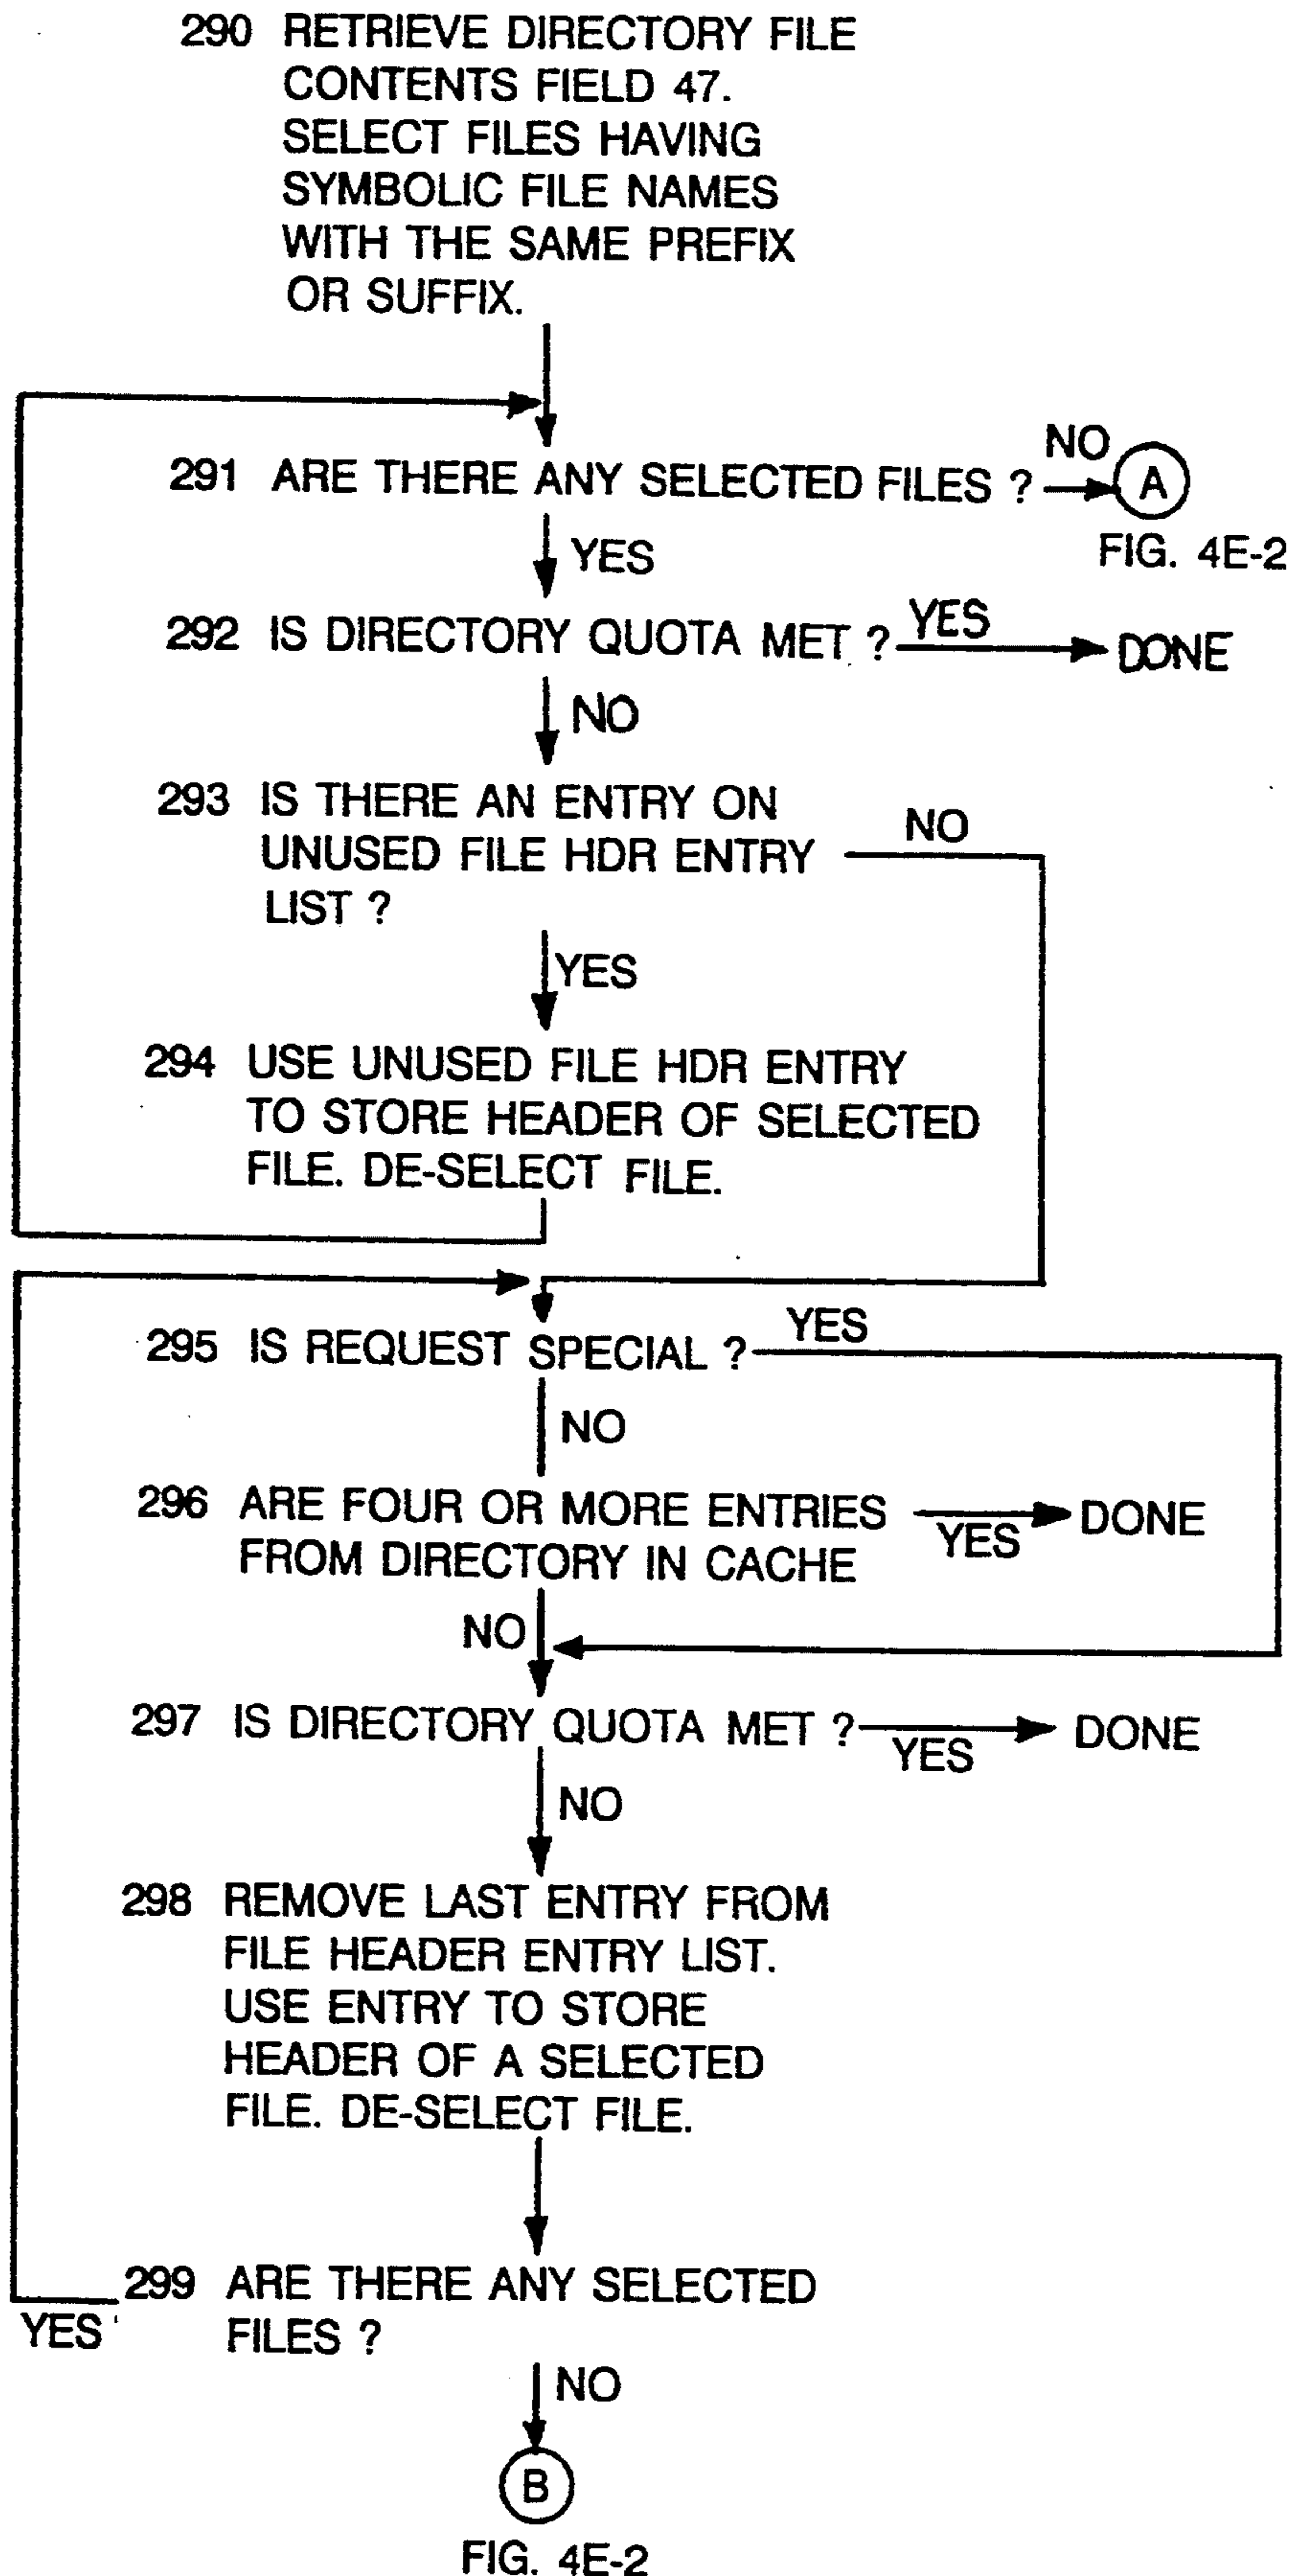 290 RETRIEVE DIRECTORY FILE
CONTENTS FIELD 47.
SELECT FILES HAVING
SYMBOLIC FILE NAMES
WITH THE SAME PREFIX
OR SUFFIX.
291 ARE THERE ANY SELECTED FILES ? NO A
FIG. 4E-2
YES
292 IS DIRECTORY QUOTA MET ? YES DONE
NO
293 IS THERE AN ENTRY ON
UNUSED FILE HDR ENTRY NO
LIST ?
YES
294 USE UNUSED FILE HDR ENTRY
TO STORE HEADER OF SELECTED
FILE. DE-SELECT FILE.
295 IS REQUEST SPECIAL ? YES
NO
296 ARE FOUR OR MORE ENTRIES YES DONE
FROM DIRECTORY IN CACHE
NO
297 IS DIRECTORY QUOTA MET ? YES DONE
NO
298 REMOVE LAST ENTRY FROM
FILE HEADER ENTRY LIST.
USE ENTRY TO STORE
HEADER OF A SELECTED
FILE. DE-SELECT FILE.
299 ARE THERE ANY SELECTED
YES FILES ?
NO
B
FIG. 4E-2